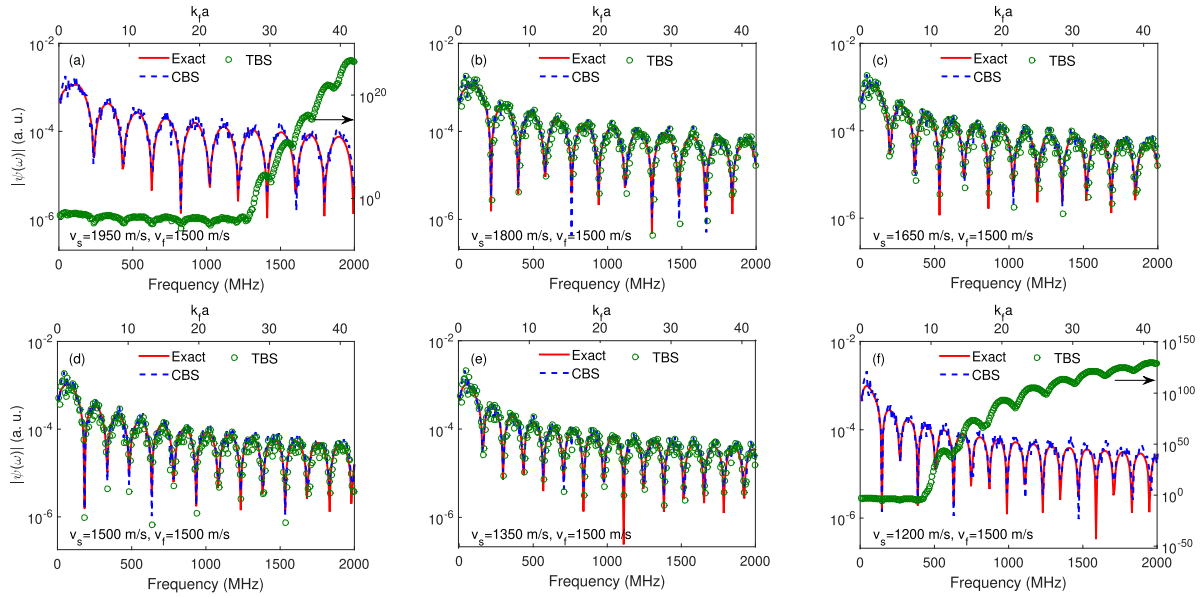 k_fa
0 10 20 30 40
10^-2
10^-4
10^-6
|ψ(ω)| (a. u.)
(a)
Exact
CBS
TBS
10^20
10^0
v_s=1950 m/s, v_f=1500 m/s
0 500 1000 1500 2000
Frequency (MHz)
k_fa
0 10 20 30 40
10^-2
10^-4
10^-6
(b)
Exact
CBS
TBS
v_s=1800 m/s, v_f=1500 m/s
0 500 1000 1500 2000
Frequency (MHz)
k_fa
0 10 20 30 40
10^-2
10^-4
10^-6
(c)
Exact
CBS
TBS
v_s=1650 m/s, v_f=1500 m/s
0 500 1000 1500 2000
Frequency (MHz)
k_fa
0 10 20 30 40
10^-2
10^-4
10^-6
|ψ(ω)| (a. u.)
(d)
Exact
CBS
TBS
v_s=1500 m/s, v_f=1500 m/s
0 500 1000 1500 2000
Frequency (MHz)
k_fa
0 10 20 30 40
10^-2
10^-4
10^-6
(e)
Exact
CBS
TBS
v_s=1350 m/s, v_f=1500 m/s
0 500 1000 1500 2000
Frequency (MHz)
k_fa
0 10 20 30 40
10^-2
10^-4
10^-6
(f)
Exact
CBS
TBS
10^150
10^100
10^50
10^0
10^-50
v_s=1200 m/s, v_f=1500 m/s
0 500 1000 1500 2000
Frequency (MHz)